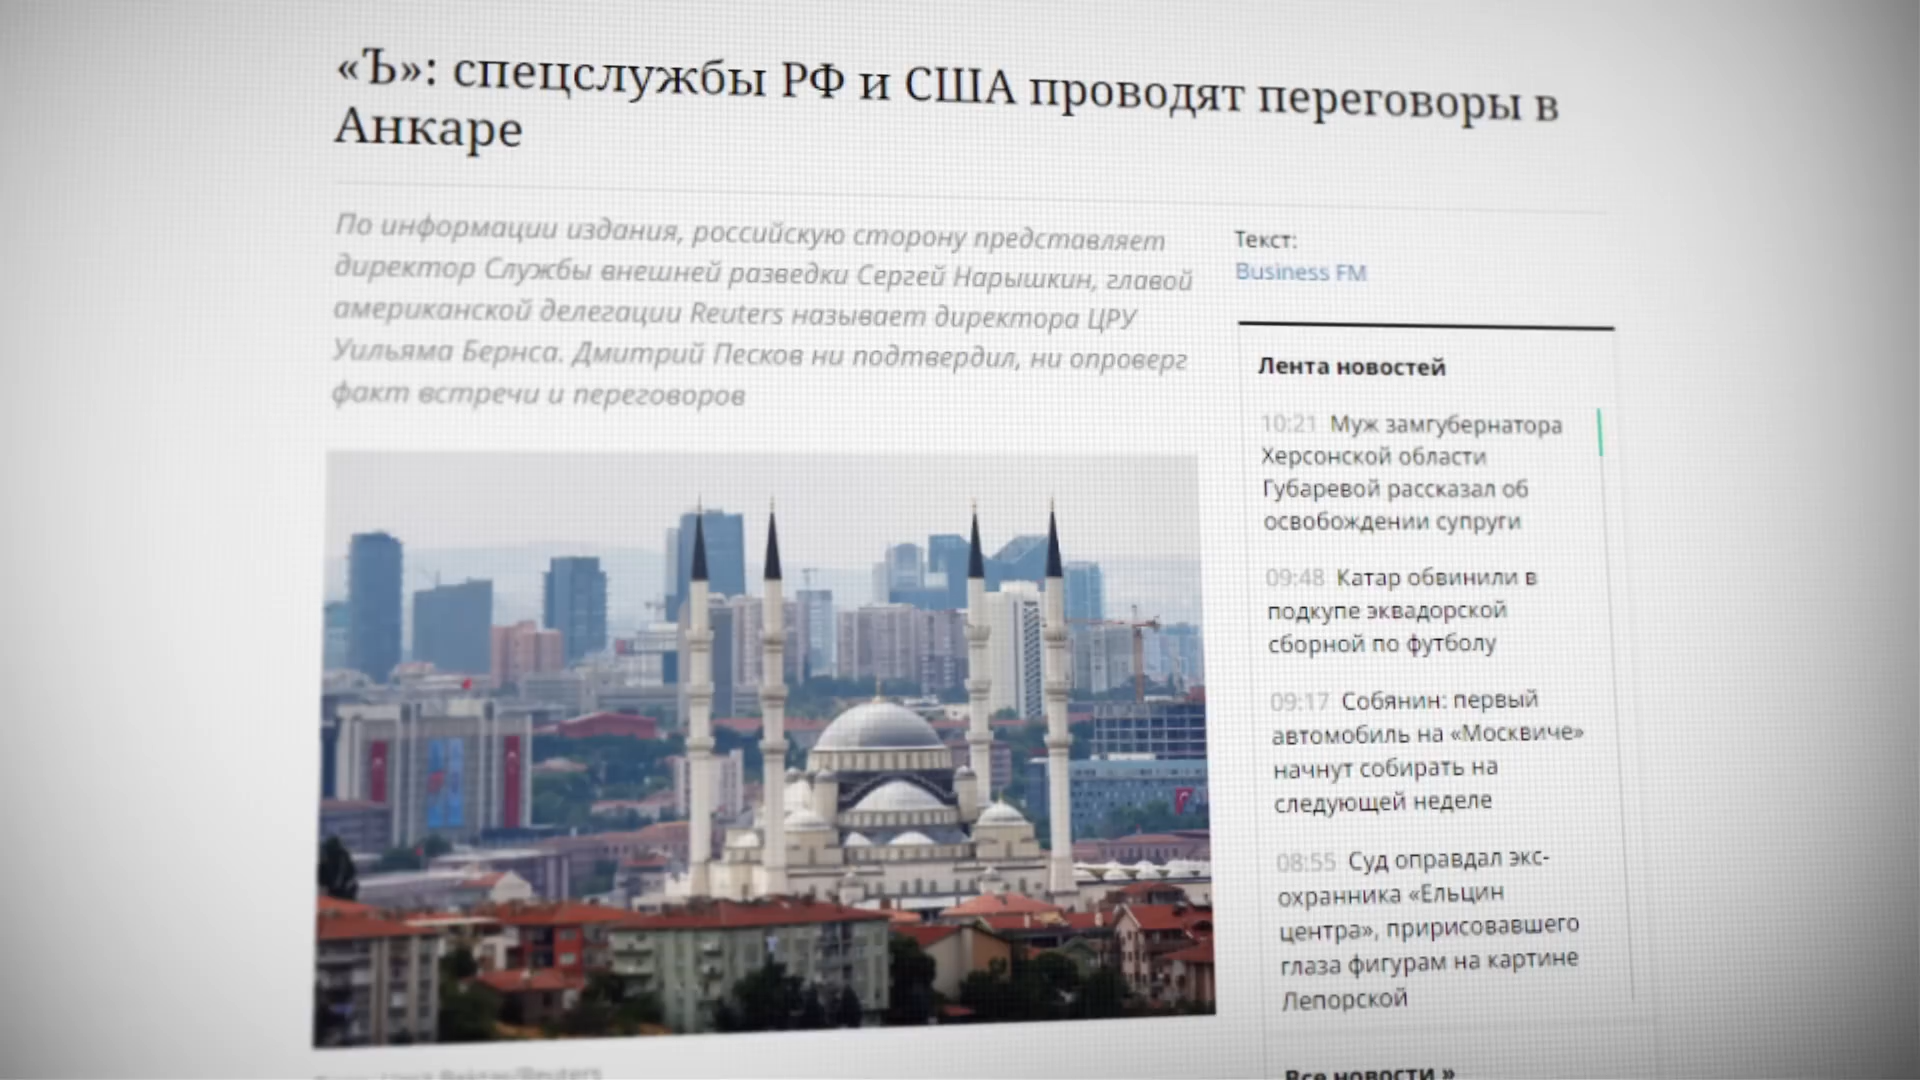 «Ъ»: спецслужбы РФ и США проводят переговоры в
Анкаре
По информации издания, российскую сторону представляет
директор Службы внешней разведки Сергей Нарышкин, главой
американской делегации Reuters называет директора ЦРУ
Уильяма Бернса. Дмитрий Песков ни подтвердил, ни опроверг
факт встречи и переговоров
Текст:
Business FM
Лента новостей
10:21 Муж замгубернатора
Херсонской области
Губаревой рассказал об
освобождении супруги
09:48 Катар обвинили в
подкупе эквадорской
сборной по футболу
09:17 Собянин: первый
автомобиль на «Москвиче»
начнут собирать на
следующей неделе
08:55 Суд оправдал экс-
охранника «Ельцин
центра», пририсовавшего
глаза фигурам на картине
Лепорской
Все новости »